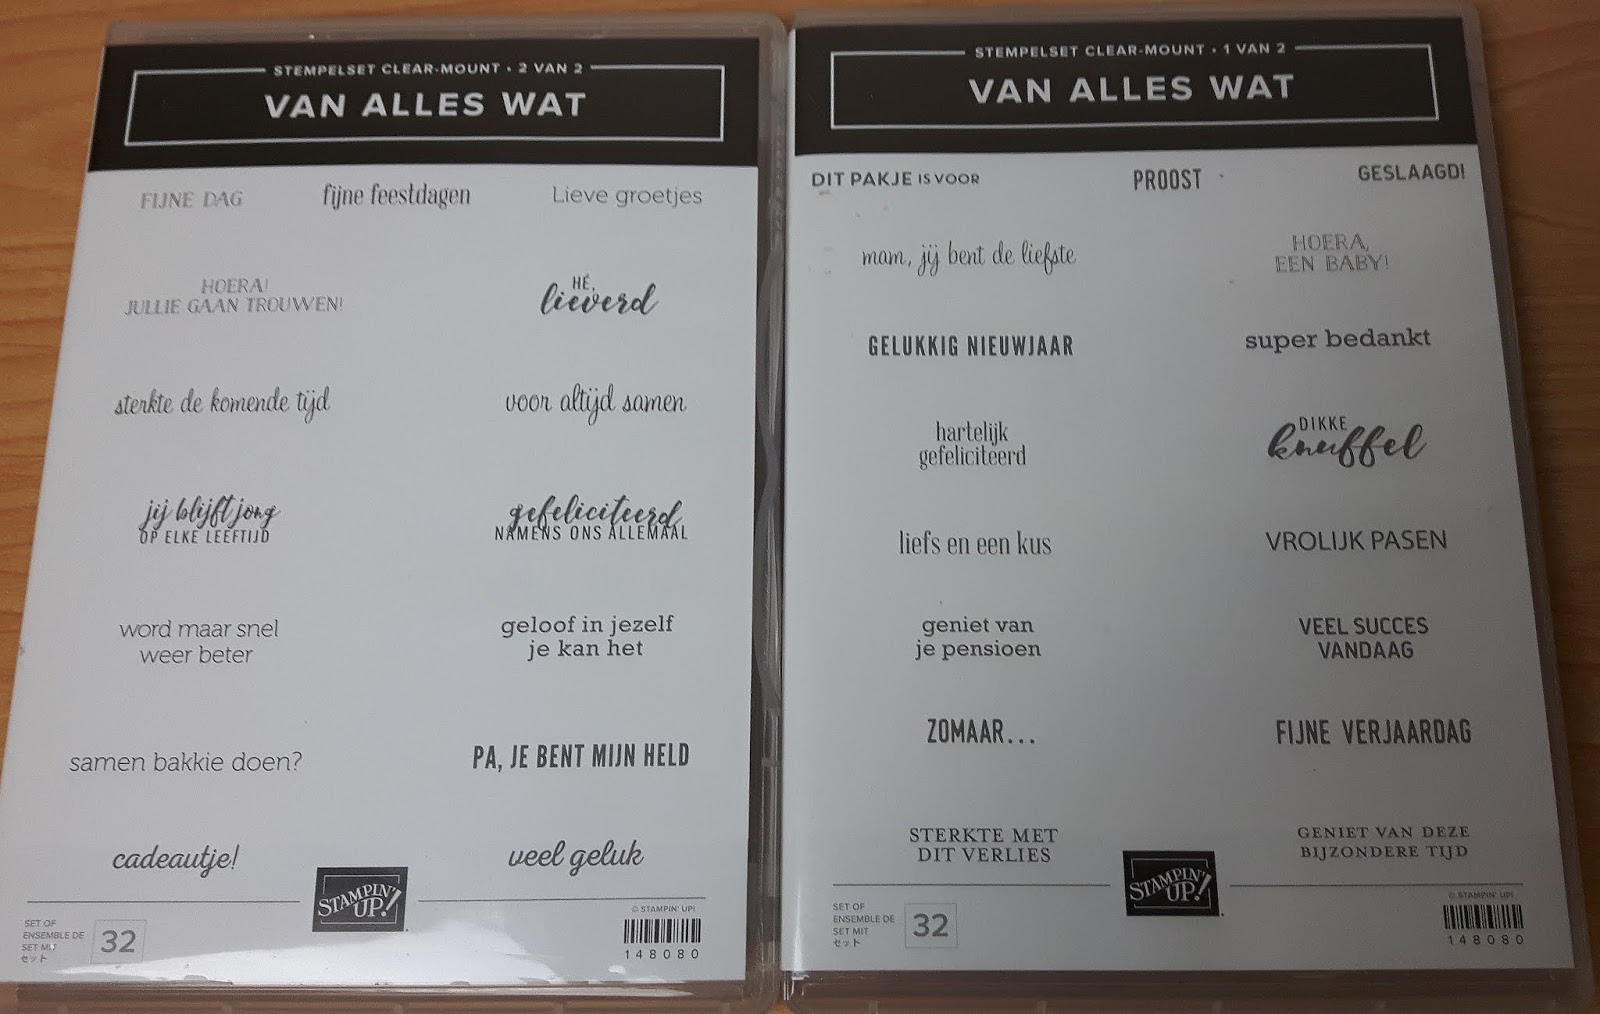 STEMPELSET CLEAR-MOUNT • 2 VAN 2
VAN ALLES WAT
FIJNE DAG
fijne feestdagen
Lieve groetjes
HOERA!
JULLIE GAAN TROUWEN!
HÉ,
lieverd
sterkte de komende tijd
voor altijd samen
jij blijft jong
OP ELKE LEEFTIJD
gefeliciteerd
NAMENS ONS ALLEMAAL
word maar snel
weer beter
geloof in jezelf
je kan het
samen bakkie doen?
PA, JE BENT MIJN HELD
cadeautje!
veel geluk
STAMPIN'
UP!
SET OF
ENSEMBLE DE
SET MIT
セット
32
© STAMPIN' UP!
148080
STEMPELSET CLEAR-MOUNT • 1 VAN 2
VAN ALLES WAT
DIT PAKJE IS VOOR
PROOST
GESLAAGD!
mam, jij bent de liefste
HOERA,
EEN BABY!
GELUKKIG NIEUWJAAR
super bedankt
hartelijk
gefeliciteerd
DIKKE
knuffel
liefs en een kus
VROLIJK PASEN
geniet van
je pensioen
VEEL SUCCES
VANDAAG
ZOMAAR...
FIJNE VERJAARDAG
STERKTE MET
DIT VERLIES
GENIET VAN DEZE
BIJZONDERE TIJD
STAMPIN'
UP!
SET OF
ENSEMBLE DE
SET MIT
セット
32
© STAMPIN' UP!
148080